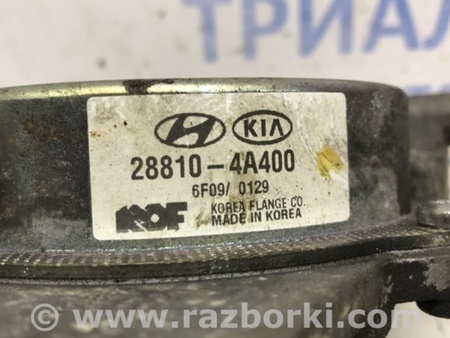 ТРИАЛ
KIA
28810-4A400
6F09/ 0129
KOF KOREA FLANGE CO.
MADE IN KOREA
© www.razborki.com